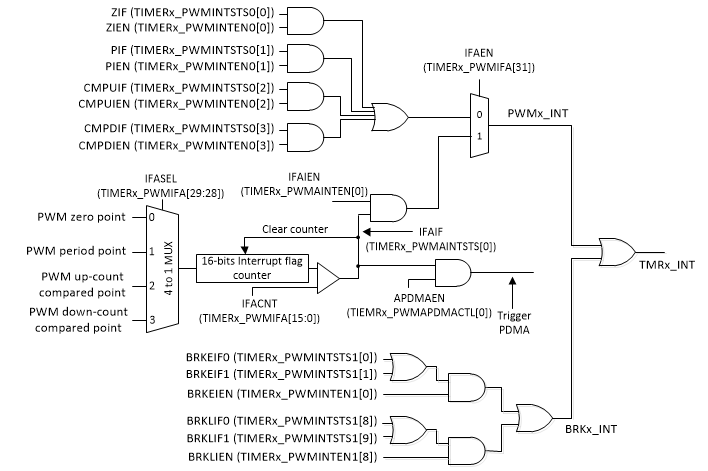 ZIF (TIMERx_PWMINTSTS0[0])
ZIEN (TIMERx_PWMINTEN0[0])
PIF (TIMERx_PWMINTSTS0[1])
PIEN (TIMERx_PWMINTEN0[1])
CMPUIF (TIMERx_PWMINTSTS0[2])
CMPUIEN (TIMERx_PWMINTEN0[2])
CMPDIF (TIMERx_PWMINTSTS0[3])
CMPDIEN (TIMERx_PWMINTEN0[3])
IFAEN
(TIMERx_PWMIFA[31])
0
1
PWMx_INT
IFAIEN
(TIMERx_PWMAINTEN[0])
IFASEL
(TIMERx_PWMIFA[29:28])
PWM zero point
0
PWM period point
1
PWM up-count
compared point
2
PWM down-count
compared point
3
4 to 1 MUX
Clear counter
16-bits Interrupt flag
counter
IFACNT
(TIMERx_PWMIFA[15:0])
IFAIF
(TIMERx_PWMAINTSTS[0])
APDMAEN
(TIEMRx_PWMAPDMACTL[0])
Trigger
PDMA
TMRx_INT
BRKEIF0 (TIMERx_PWMINTSTS1[0])
BRKEIF1 (TIMERx_PWMINTSTS1[1])
BRKEIEN (TIMERx_PWMINTEN1[0])
BRKLIF0 (TIMERx_PWMINTSTS1[8])
BRKLIF1 (TIMERx_PWMINTSTS1[9])
BRKLIEN (TIMERx_PWMINTEN1[8])
BRKx_INT